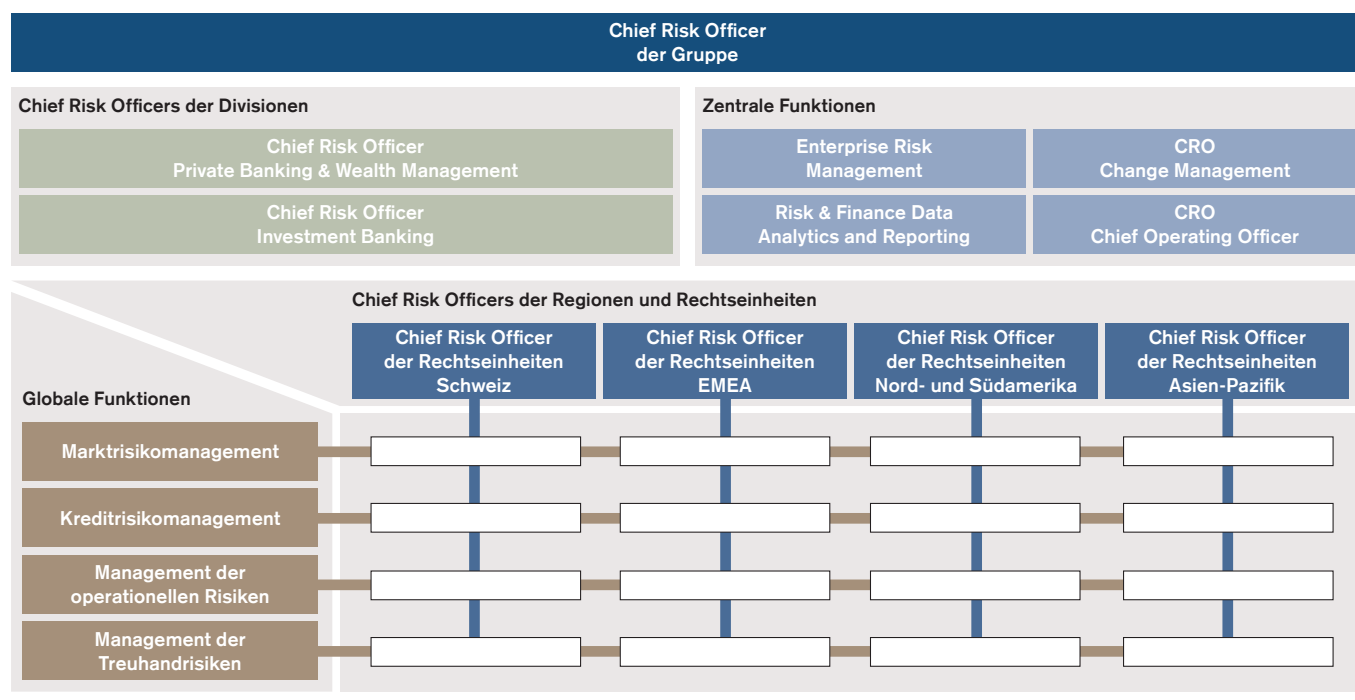 Chief Risk Officer
der Gruppe
Chief Risk Officers der Divisionen
Chief Risk Officer
Private Banking & Wealth Management
Chief Risk Officer
Investment Banking
Zentrale Funktionen
Enterprise Risk
Management
CRO
Change Management
Risk & Finance Data
Analytics and Reporting
CRO
Chief Operating Officer
Chief Risk Officers der Regionen und Rechtseinheiten
Chief Risk Officer
der Rechtseinheiten
Schweiz
Chief Risk Officer
der Rechtseinheiten
EMEA
Chief Risk Officer
der Rechtseinheiten
Nord- und Südamerika
Chief Risk Officer
der Rechtseinheiten
Asien-Pazifik
Globale Funktionen
Marktrisikomanagement
Kreditrisikomanagement
Management der
operationellen Risiken
Management der
Treuhandrisiken